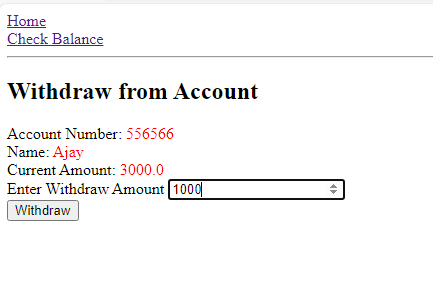 Home
Check Balance
Withdraw from Account
Account Number: 556566
Name: Ajay
Current Amount: 3000.0
Enter Withdraw Amount 1000
Withdraw